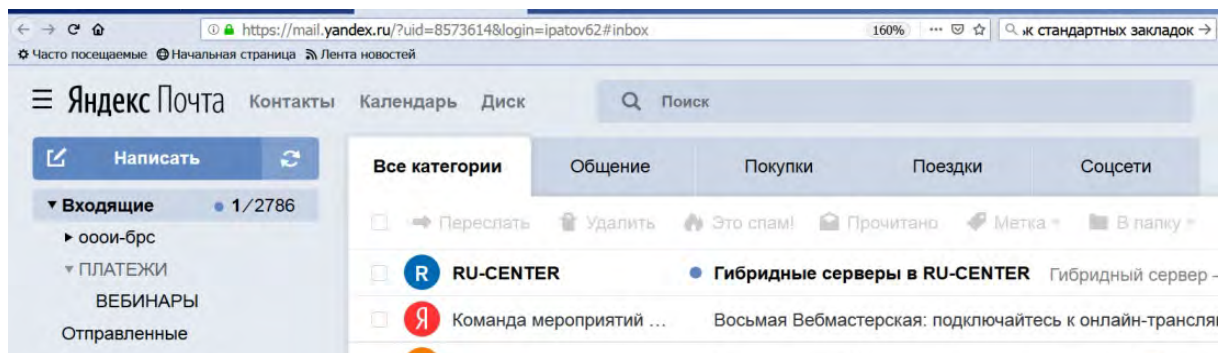 https://mail.yandex.ru/?uid=8573614&login=ipatov62#inbox 160% ... ж стандартных закладок →
Часто посещаемые Начальная страница Лента новостей
Яндекс Почта Контакты Календарь Диск Поиск
Написать
Все категории Общение Покупки Поездки Соцсети
Входящие 1/2786
Переслать Удалить Это спам! Прочитано Метка В папку
оои-брс
ПЛАТЕЖИ
R RU-CENTER Гибридные серверы в RU-CENTER Гибридный сервер -
ВЕБИНАРЫ
Я Команда мероприятий ... Восьмая Вебмастерская: подключайтесь к онлайн-трансля
Отправленные